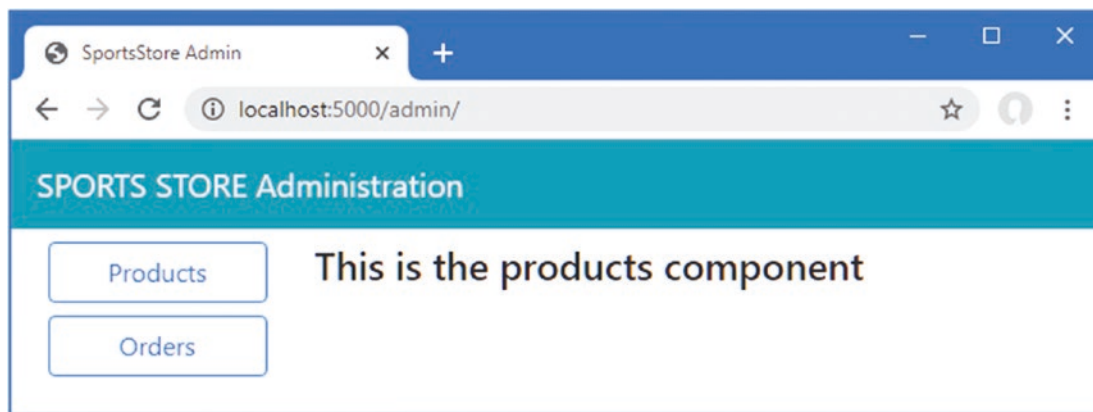 SportsStore Admin
localhost:5000/admin/
SPORTS STORE Administration
Products
This is the products component
Orders